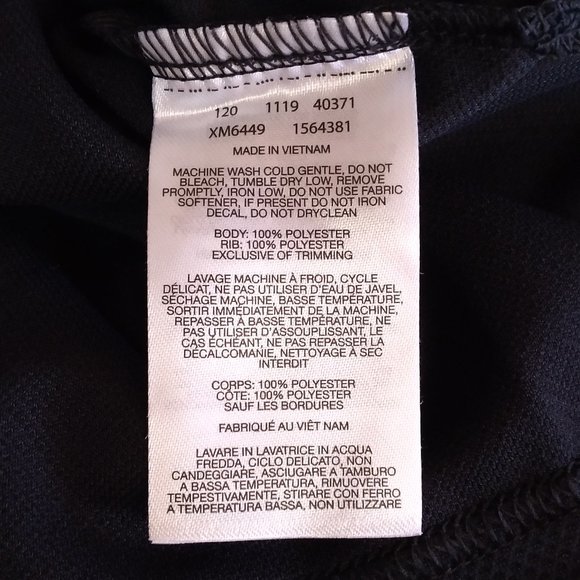 120 1119 40371
XM6449 1564381
MADE IN VIETNAM
MACHINE WASH COLD GENTLE, DO NOT
BLEACH, TUMBLE DRY LOW, REMOVE
PROMPTLY, IRON LOW, DO NOT USE FABRIC
SOFTENER, IF PRESENT DO NOT IRON
DECAL, DO NOT DRYCLEAN
BODY: 100% POLYESTER
RIB: 100% POLYESTER
EXCLUSIVE OF TRIMMING
LAVAGE MACHINE À FROID, CYCLE
DÉLICAT, NE PAS UTILISER D'EAU DE JAVEL,
SÉCHAGE MACHINE, BASSE TEMPÉRATURE,
SORTIR IMMÉDIATEMENT DE LA MACHINE,
REPASSER À BASSE TEMPÉRATURE, NE
PAS UTILISER D'ASSOUPLISSANT, LE
CAS ÉCHÉANT, NE PAS REPASSER LA
DÉCALCOMANIE, NETTOYAGE À SEC
INTERDIT
CORPS: 100% POLYESTER
CÔTE: 100% POLYESTER
SAUF LES BORDURES
FABRIQUÉ AU VIÊT NAM
LAVARE IN LAVATRICE IN ACQUA
FREDDA, CICLO DELICATO, NON
CANDEGGIARE, ASCIUGARE A TAMBURO
A BASSA TEMPERATURA, RIMUOVERE
TEMPESTIVAMENTE, STIRARE CON FERRO
A TEMPERATURA BASSA, NON UTILIZZARE